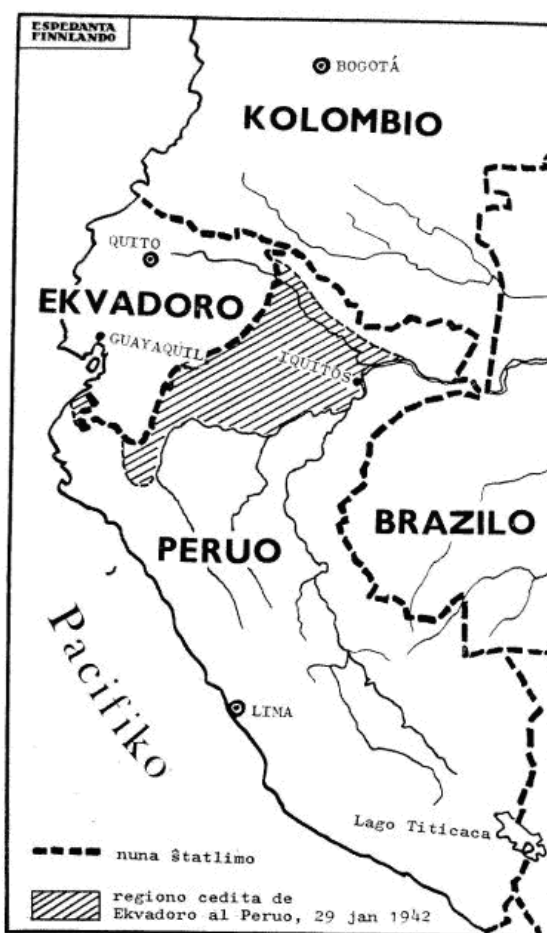 ESPERANTA
FINNLANDO
BOGOTÁ
KOLOMBIO
QUITO
EKVADORO
GUAYAQUIL
IQUITOS
PERUO
BRAZILO
Pacifiko
LIMA
Lago Titicaca
nuna ŝtatlimo
regiono cedita de
Ekvadoro al Peruo, 29 jan 1942